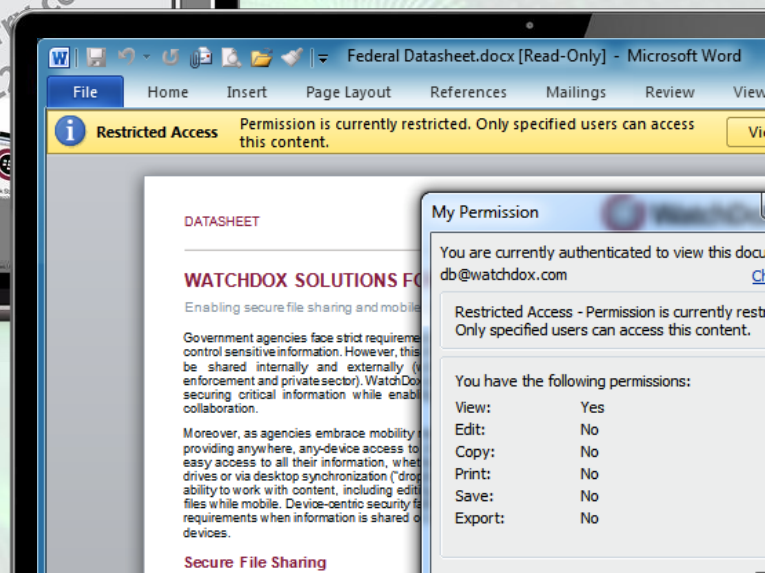 Federal Datasheet.docx [Read-Only] - Microsoft Word
File Home Insert Page Layout References Mailings Review View
Restricted Access Permission is currently restricted. Only specified users can access
this content.
DATASHEET
WATCHDOX SOLUTIONS
Enabling secure file sharing and mobile
Government agencies face strict
control sensitive information. However, this
be shared internally and externally
enforcement and private sector). WatchDox
securing critical information while
collaboration.
Moreover, as agencies embrace mobility
providing anywhere, any-device access to
easy access to all their information,
drives or via desktop synchronization
ability to work with content, including
files while mobile. Device-centric security
requirements when information is shared
devices.
Secure File Sharing
My Permission
You are currently authenticated to view this
db@watchdox.com
Restricted Access - Permission is currently
Only specified users can access this content.
You have the following permissions:
View: Yes
Edit: No
Copy: No
Print: No
Save: No
Export: No